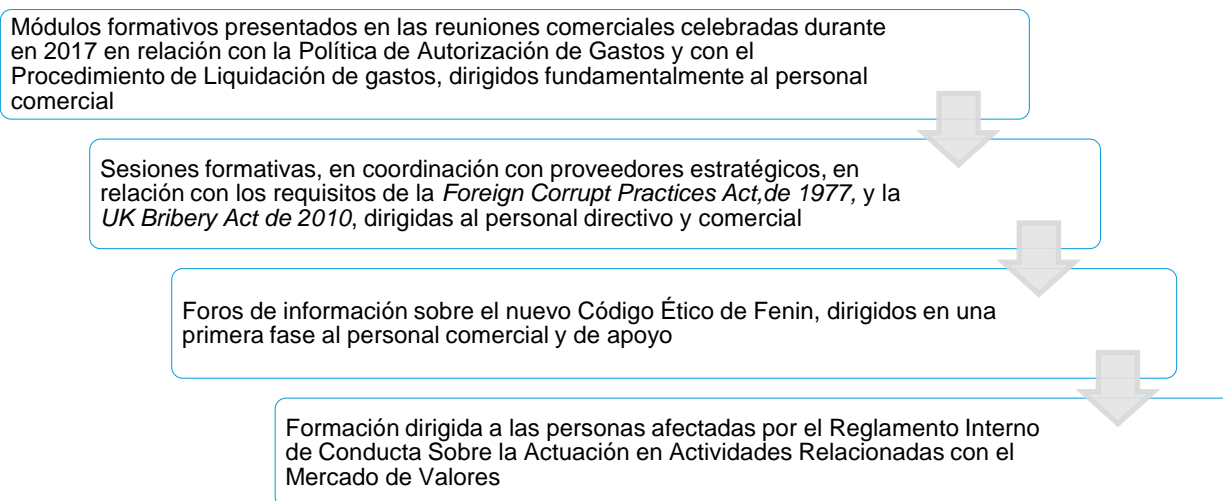 Módulos formativos presentados en las reuniones comerciales celebradas durante
en 2017 en relación con la Política de Autorización de Gastos y con el
Procedimiento de Liquidación de gastos, dirigidos fundamentalmente al personal
comercial
Sesiones formativas, en coordinación con proveedores estratégicos, en
relación con los requisitos de la Foreign Corrupt Practices Act,de 1977, y la
UK Bribery Act de 2010, dirigidas al personal directivo y comercial
Foros de información sobre el nuevo Código Ético de Fenin, dirigidos en una
primera fase al personal comercial y de apoyo
Formación dirigida a las personas afectadas por el Reglamento Interno
de Conducta Sobre la Actuación en Actividades Relacionadas con el
Mercado de Valores